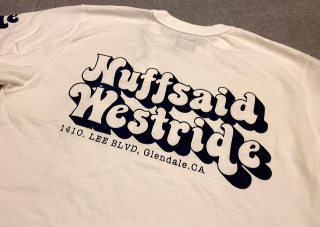 Nuffsaid
Westride
1410. LEE BLVD, Glendale.CA